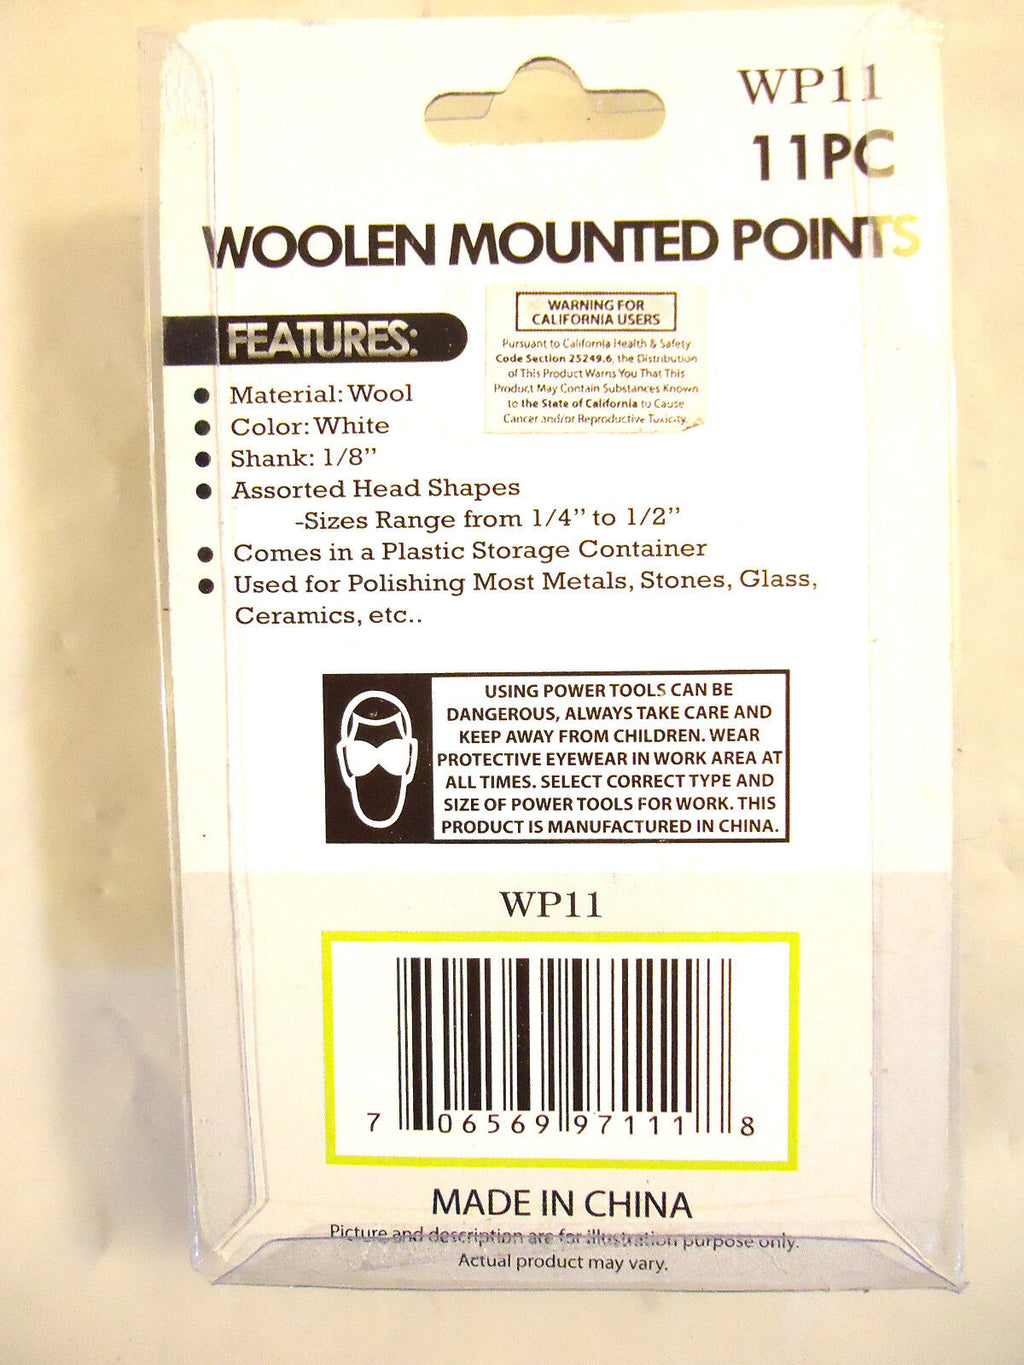 WP11
11PC
WOOLEN MOUNTED POINTS
WARNING FOR
CALIFORNIA USERS
Pursuant to California Health & Safety
Code Section 25249.6, the Distribution
of This Product Warns You That This
Product May Contain Substances Known
to the State of California to Cause
Cancer and/or Reproductive Toxicity.
FEATURES:
● Material: Wool
● Color: White
● Shank: 1/8”
● Assorted Head Shapes
-Sizes Range from 1/4” to 1/2”
● Comes in a Plastic Storage Container
● Used for Polishing Most Metals, Stones, Glass,
Ceramics, etc..
USING POWER TOOLS CAN BE
DANGEROUS, ALWAYS TAKE CARE AND
KEEP AWAY FROM CHILDREN. WEAR
PROTECTIVE EYEWEAR IN WORK AREA AT
ALL TIMES. SELECT CORRECT TYPE AND
SIZE OF POWER TOOLS FOR WORK. THIS
PRODUCT IS MANUFACTURED IN CHINA.
WP11
7 06569 97111 8
MADE IN CHINA
Picture and description are for illustration purpose only.
Actual product may vary.